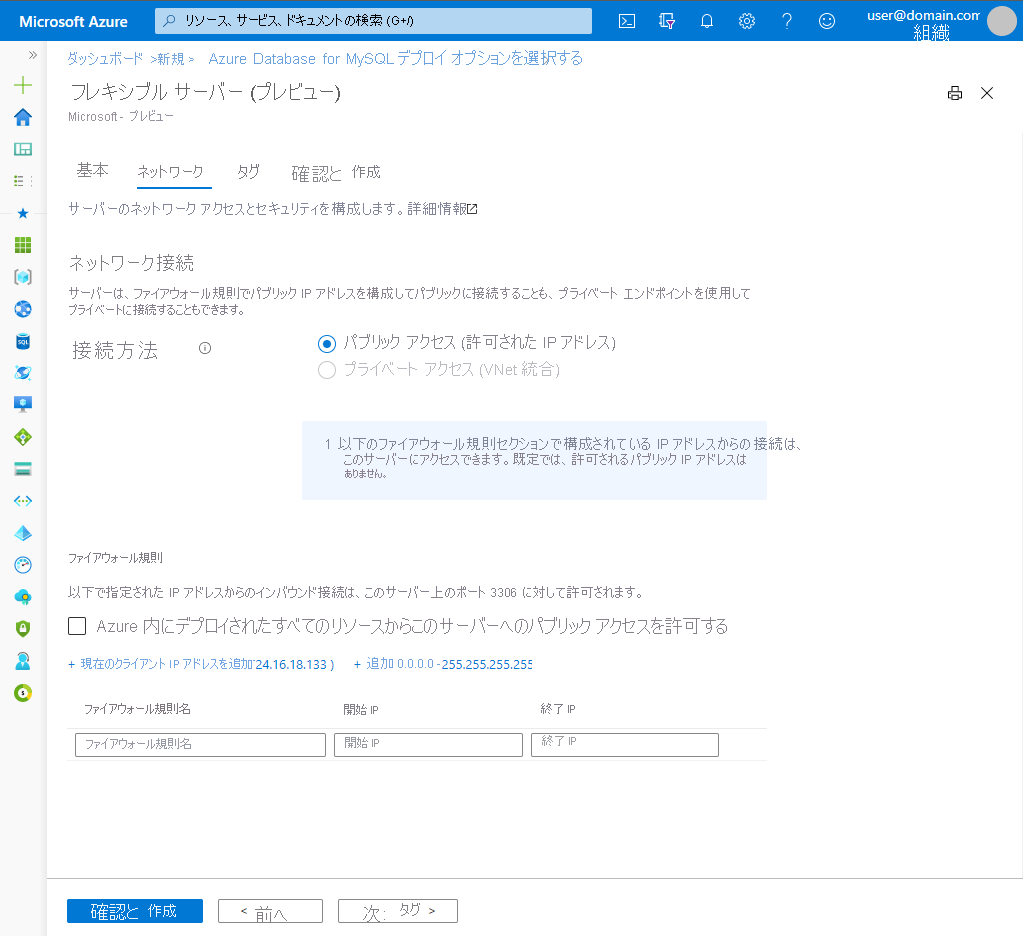 Microsoft Azure
リソース、サービス、ドキュメントの検索 (G+/)
user@domain.com
組織
ダッシュボード >新規 > Azure Database for MySQL デプロイ オプションを選択する
フレキシブル サーバー (プレビュー)
Microsoft - プレビュー
基本 ネットワーク タグ 確認と 作成
サーバーのネットワーク アクセスとセキュリティを構成します。詳細情報
ネットワーク接続
サーバーは、ファイアウォール規則でパブリック IP アドレスを構成してパブリックに接続することも、プライベート エンドポイントを使用して
プライベートに接続することもできます。
接続方法
パブリック アクセス (許可された IP アドレス)
プライベート アクセス (VNet 統合)
1 以下のファイアウォール規則セクションで構成されている IP アドレスからの接続は、
このサーバーにアクセスできます。既定では、許可されるパブリック IP アドレスは
ありません。
ファイアウォール規則
以下で指定された IP アドレスからのインバウンド接続は、このサーバー上のポート 3306 に対して許可されます。
Azure 内にデプロイされたすべてのリソースからこのサーバーへのパブリック アクセスを許可する
+ 現在のクライアント IP アドレスを追加'24.16.18.133 ) + 追加 0.0.0.0 - 255.255.255.255
ファイアウォール規則名 開始 IP 終了 IP
ファイアウォール規則名 開始 IP 終了 IP
確認と 作成 < 前へ 次: タグ >